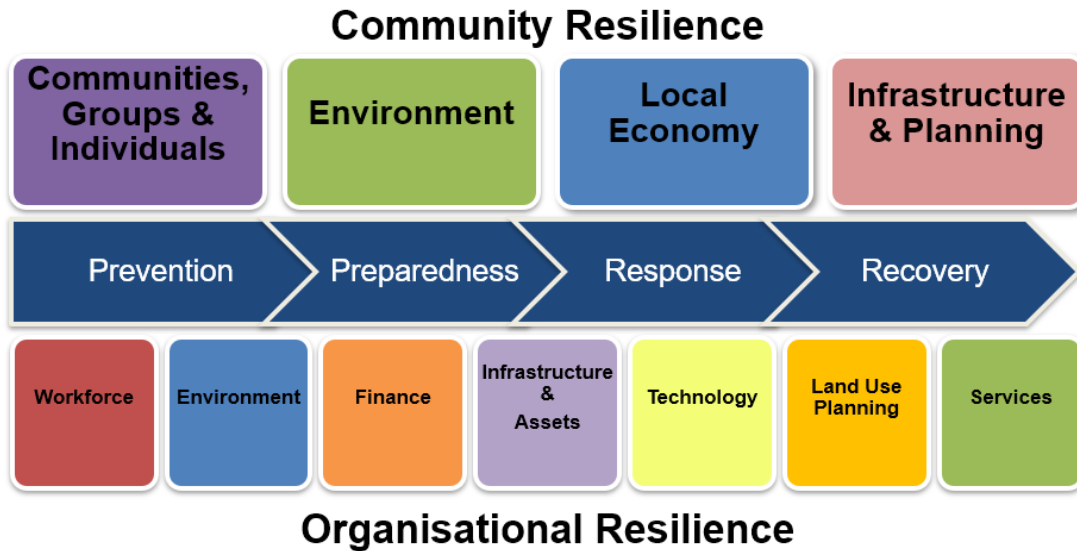 Community Resilience
Communities,
Groups &
Individuals
Environment
Local
Economy
Infrastructure
& Planning
Prevention
Preparedness
Response
Recovery
Workforce
Environment
Finance
Infrastructure
&
Assets
Technology
Land Use
Planning
Services
Organisational Resilience